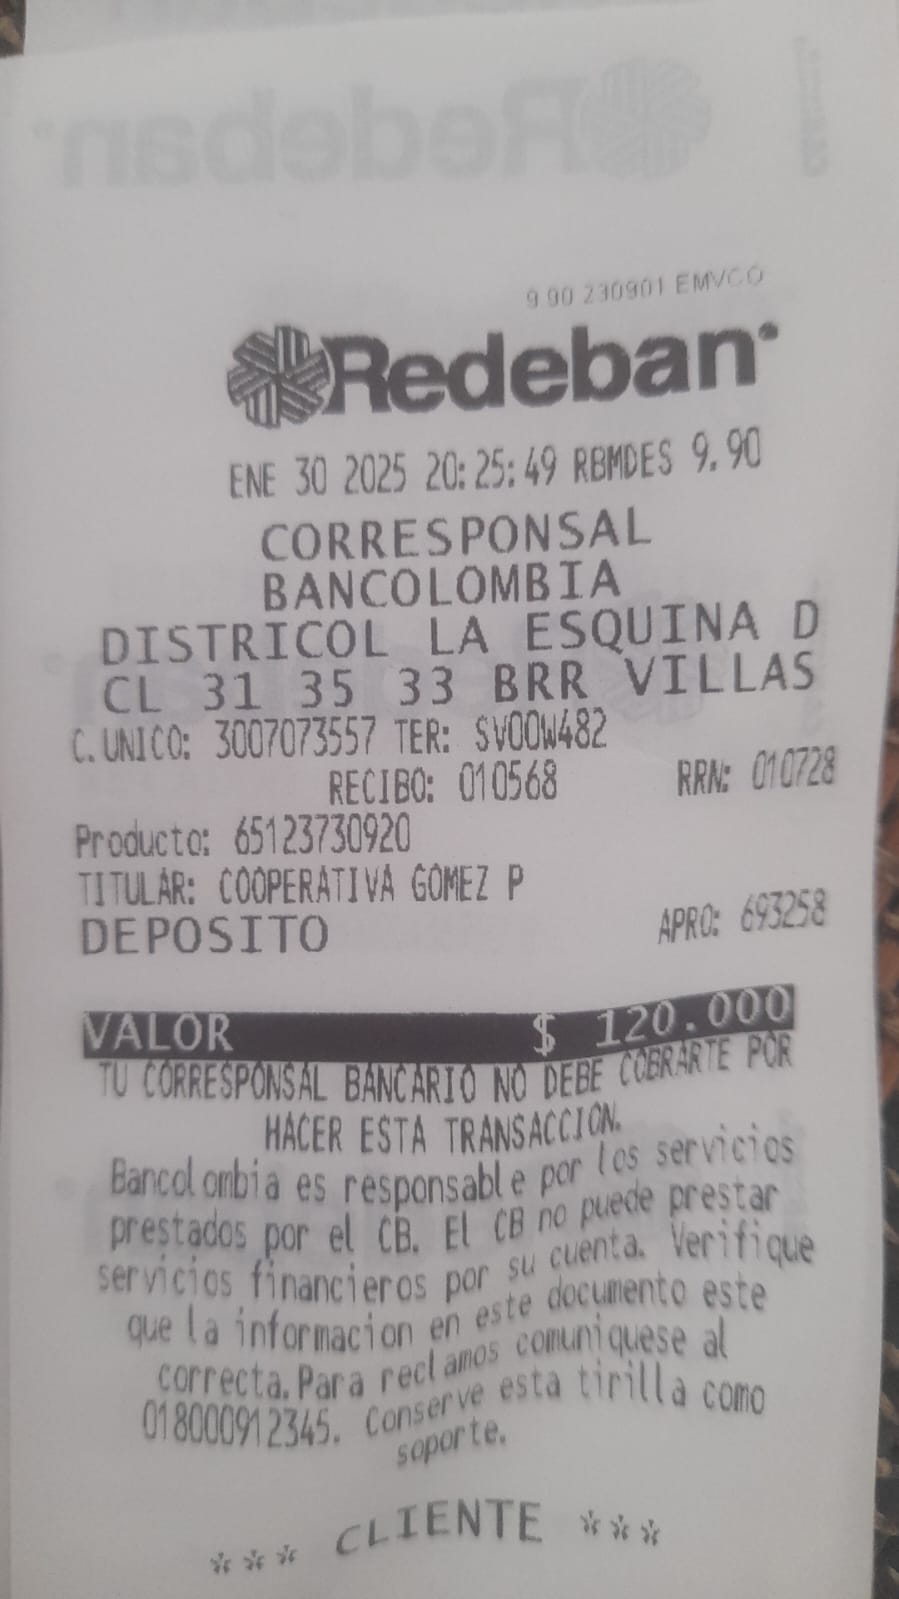 9.90 230901 EMVCO
Redeban
ENE 30 2025 20:25:49 RBMDES 9.90
CORRESPONSAL
BANCOLOMBIA
DISTRICOL LA ESQUINA D
CL 31 35 33 BRR VILLAS
C.UNICO: 3007073557 TER: SV00W482
RECIBO: 010568 RRN: 010728
Producto: 65123730920
TITULAR: COOPERATIVA GOMEZ P
DEPOSITO APRO: 693258
VALOR $ 120.000
TU CORRESPONSAL BANCARIO NO DEBE COBRARTE POR
HACER ESTA TRANSACCION.
Bancolombia es responsable por los servicios
prestados por el CB. El CB no puede prestar
servicios financieros por su cuenta. Verifique
que la informacion en este documento este
correcta.Para reclamos comuniquese al
018000912345. Conserve esta tirilla como
soporte.
*** CLIENTE ***